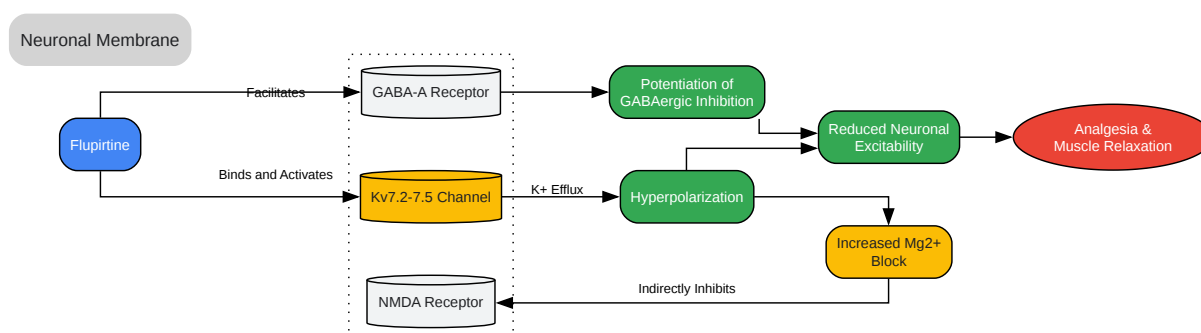 Neuronal Membrane
Flupirtine
Facilitates
Binds and Activates
GABA-A Receptor
Kv7.2-7.5 Channel
NMDA Receptor
K+ Efflux
Potentiation of
GABAergic Inhibition
Hyperpolarization
Indirectly Inhibits
Reduced Neuronal
Excitability
Increased Mg2+
Block
Analgesia &
Muscle Relaxation